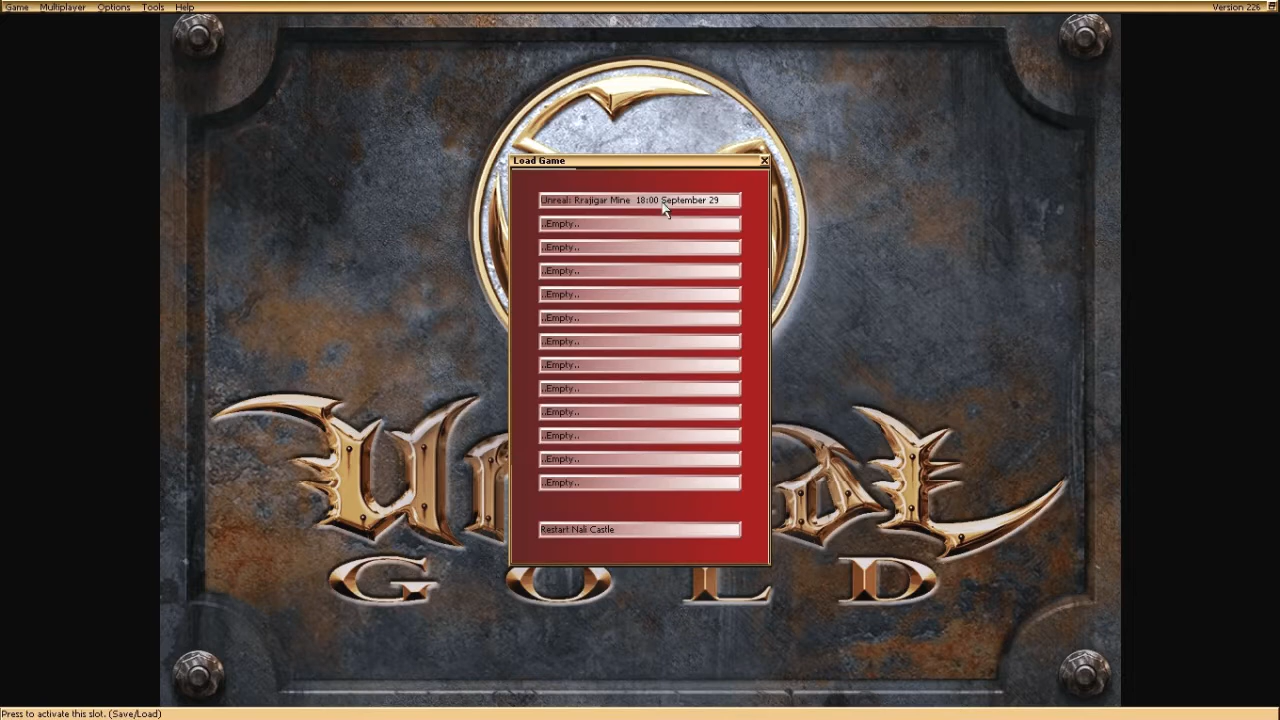 Game Multiplayer Options Tools Help Version 226
Load Game
Unreal: Rrajigar Mine 18:00 September 29
..Empty..
..Empty..
..Empty..
..Empty..
..Empty..
..Empty..
..Empty..
..Empty..
..Empty..
..Empty..
..Empty..
..Empty..
Restart Nali Castle
Unreal
GOLD
Press to activate this slot. (Save/Load)